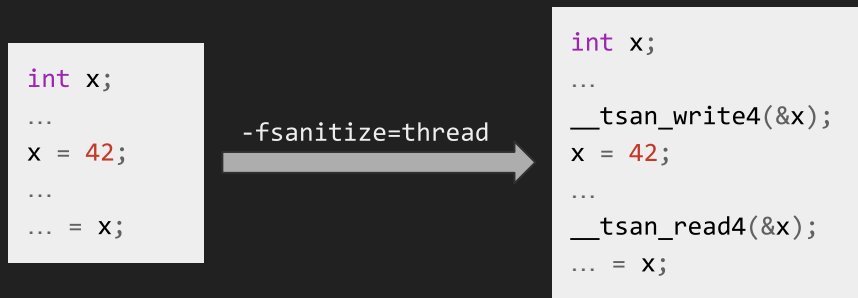 int x;
…
x = 42;
…
… = x;
-fsanitize=thread
int x;
…
__tsan_write4(&x);
x = 42;
…
__tsan_read4(&x);
… = x;